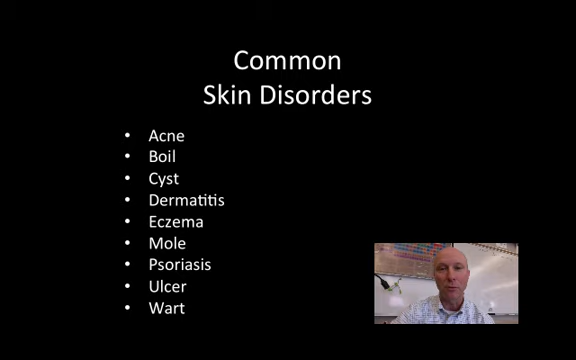 Common
Skin Disorders
• Acne
• Boil
• Cyst
• Dermatitis
• Eczema
• Mole
• Psoriasis
• Ulcer
• Wart